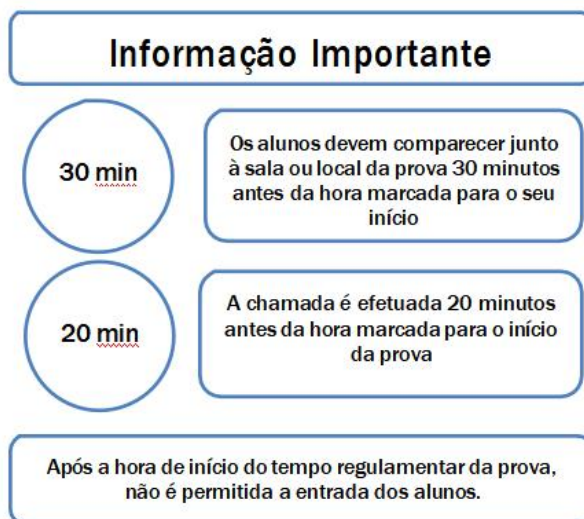 Informação Importante
30 min
Os alunos devem comparecer junto
à sala ou local da prova 30 minutos
antes da hora marcada para o seu
início
20 min
A chamada é efetuada 20 minutos
antes da hora marcada para o início
da prova
Após a hora de início do tempo regulamentar da prova,
não é permitida a entrada dos alunos.